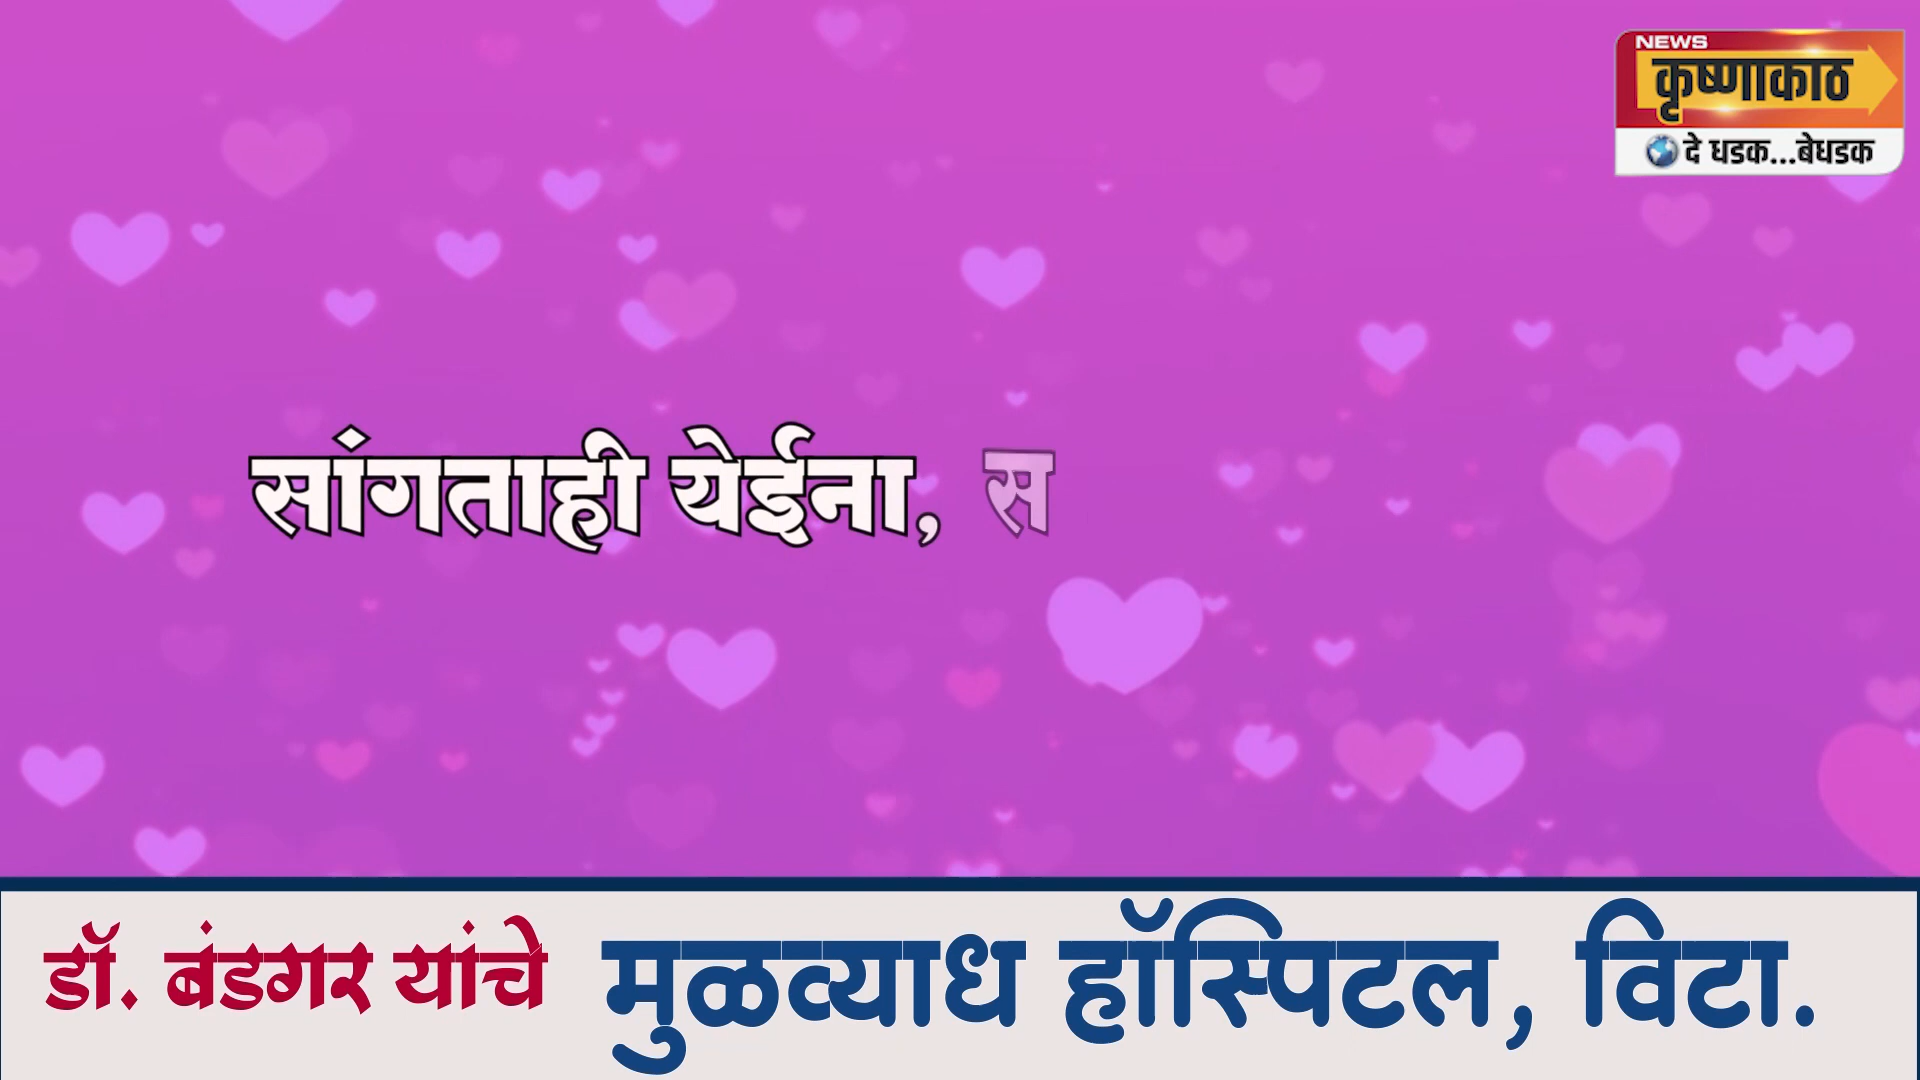 NEWS
कृष्णाकाठ
दे धडक...बेधडक
सांगताही येईना, स
डॉ. बंडगर यांचे मुळव्याध हॉस्पिटल, विटा.